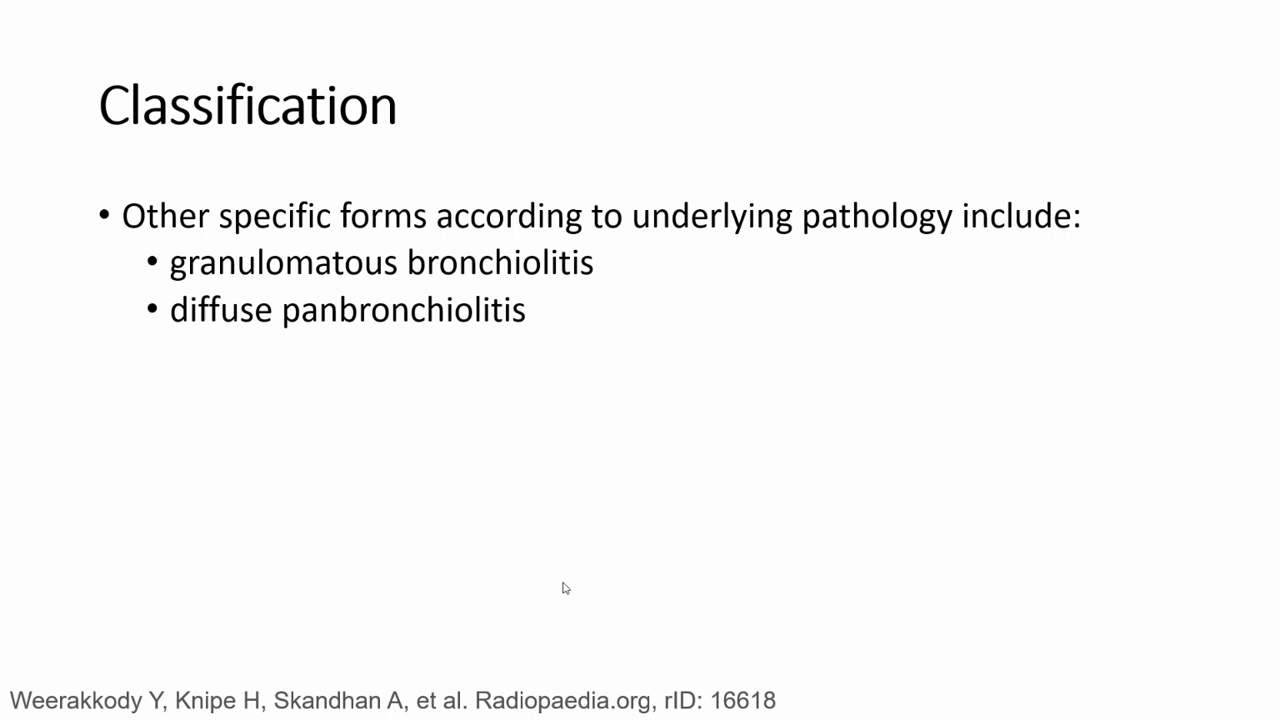 Classification
• Other specific forms according to underlying pathology include:
• granulomatous bronchiolitis
• diffuse panbronchiolitis
Weerakkody Y, Knipe H, Skandhan A, et al. Radiopaedia.org, rID: 16618